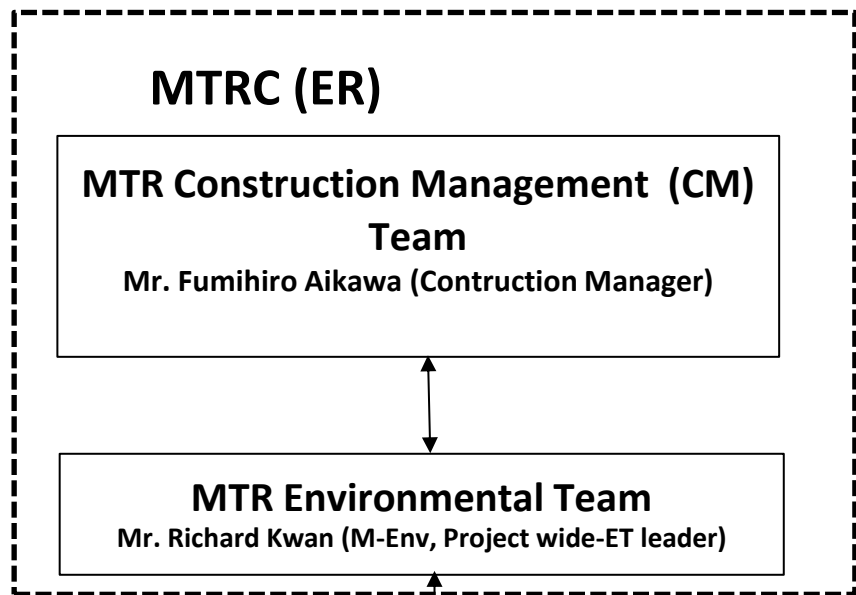 MTRC (ER)
MTR Construction Management  (CM)
Team
Mr. Fumihiro Aikawa (Contruction Manager)
MTR Environmental Team
Mr. Richard Kwan (M-Env, Project wide-ET leader)